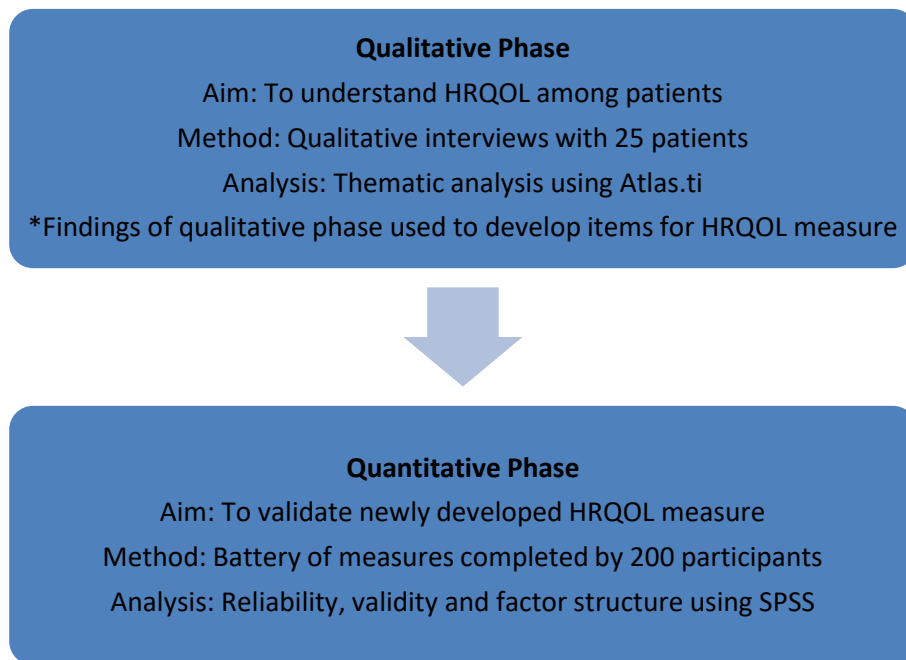 Qualitative Phase
Aim: To understand HRQOL among patients
Method: Qualitative interviews with 25 patients
Analysis: Thematic analysis using Atlas.ti
*Findings of qualitative phase used to develop items for HRQOL measure
Quantitative Phase
Aim: To validate newly developed HRQOL measure
Method: Battery of measures completed by 200 participants
Analysis: Reliability, validity and factor structure using SPSS